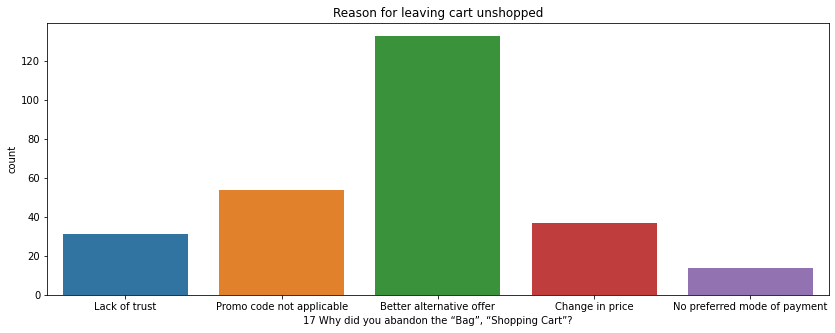 Reason for leaving cart unshopped
120
100
80
60
40
20
0
count
Lack of trust
Promo code not applicable
Better alternative offer
Change in price
No preferred mode of payment
17 Why did you abandon the “Bag”, “Shopping Cart”?